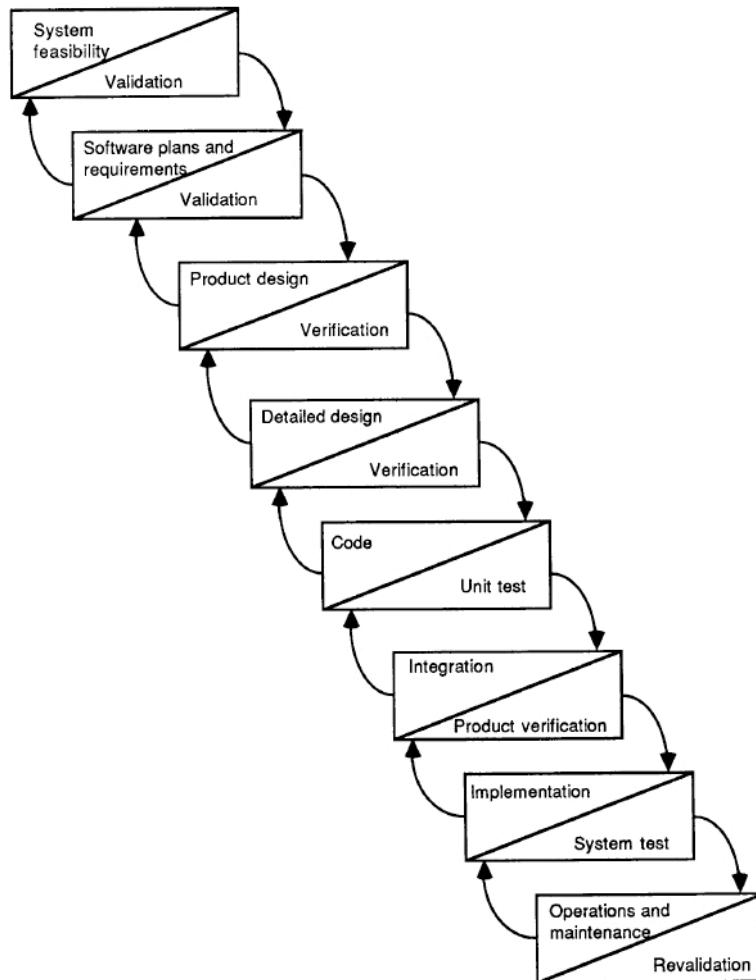 System
feasibility
Validation
Software plans and
requirements
Validation
Product design
Verification
Detailed design
Verification
Code
Unit test
Integration
Product verification
Implementation
System test
Operations and
maintenance
Revalidation